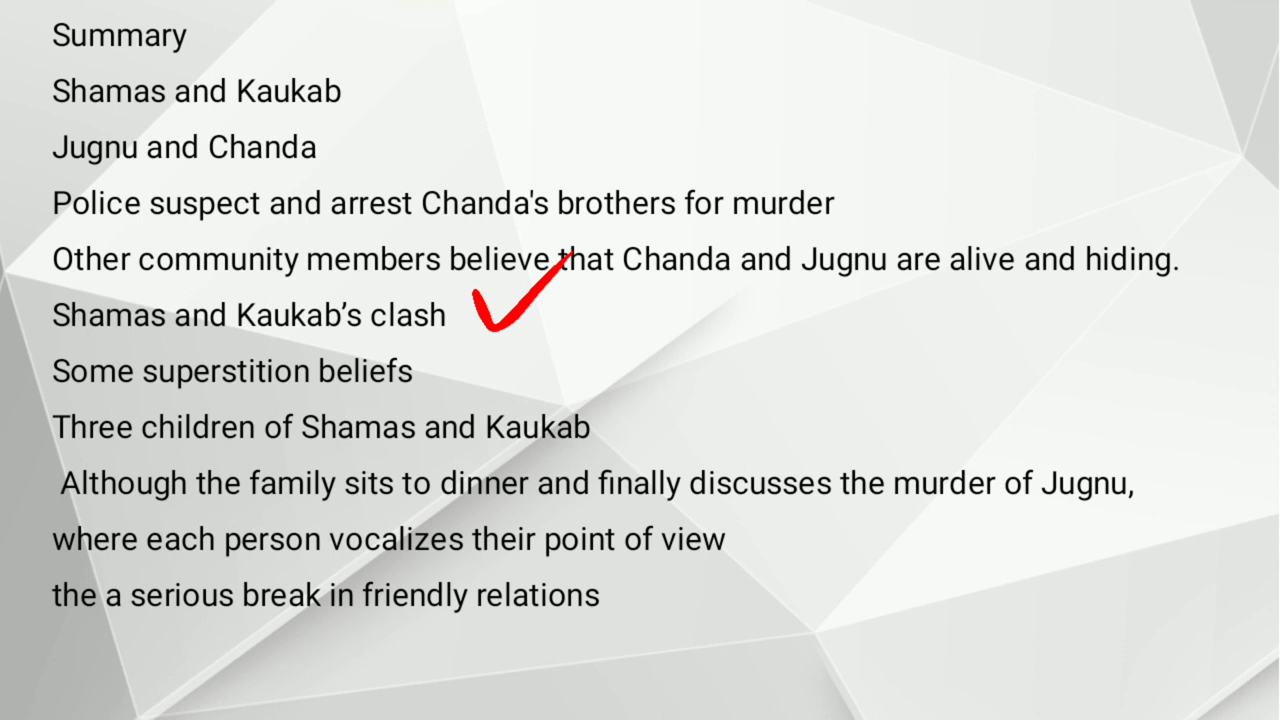 Summary
Shamas and Kaukab
Jugnu and Chanda
Police suspect and arrest Chanda's brothers for murder
Other community members believe that Chanda and Jugnu are alive and hiding.
Shamas and Kaukab’s clash
Some superstition beliefs
Three children of Shamas and Kaukab
Although the family sits to dinner and finally discusses the murder of Jugnu,
where each person vocalizes their point of view
the a serious break in friendly relations